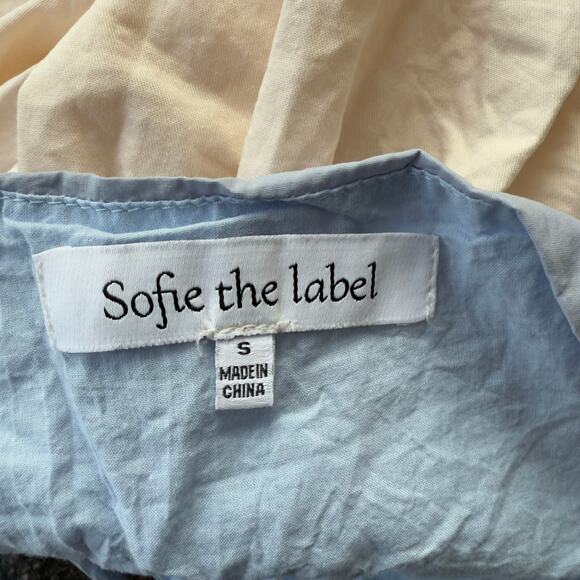 Sofie the label
S
MADE IN
CHINA